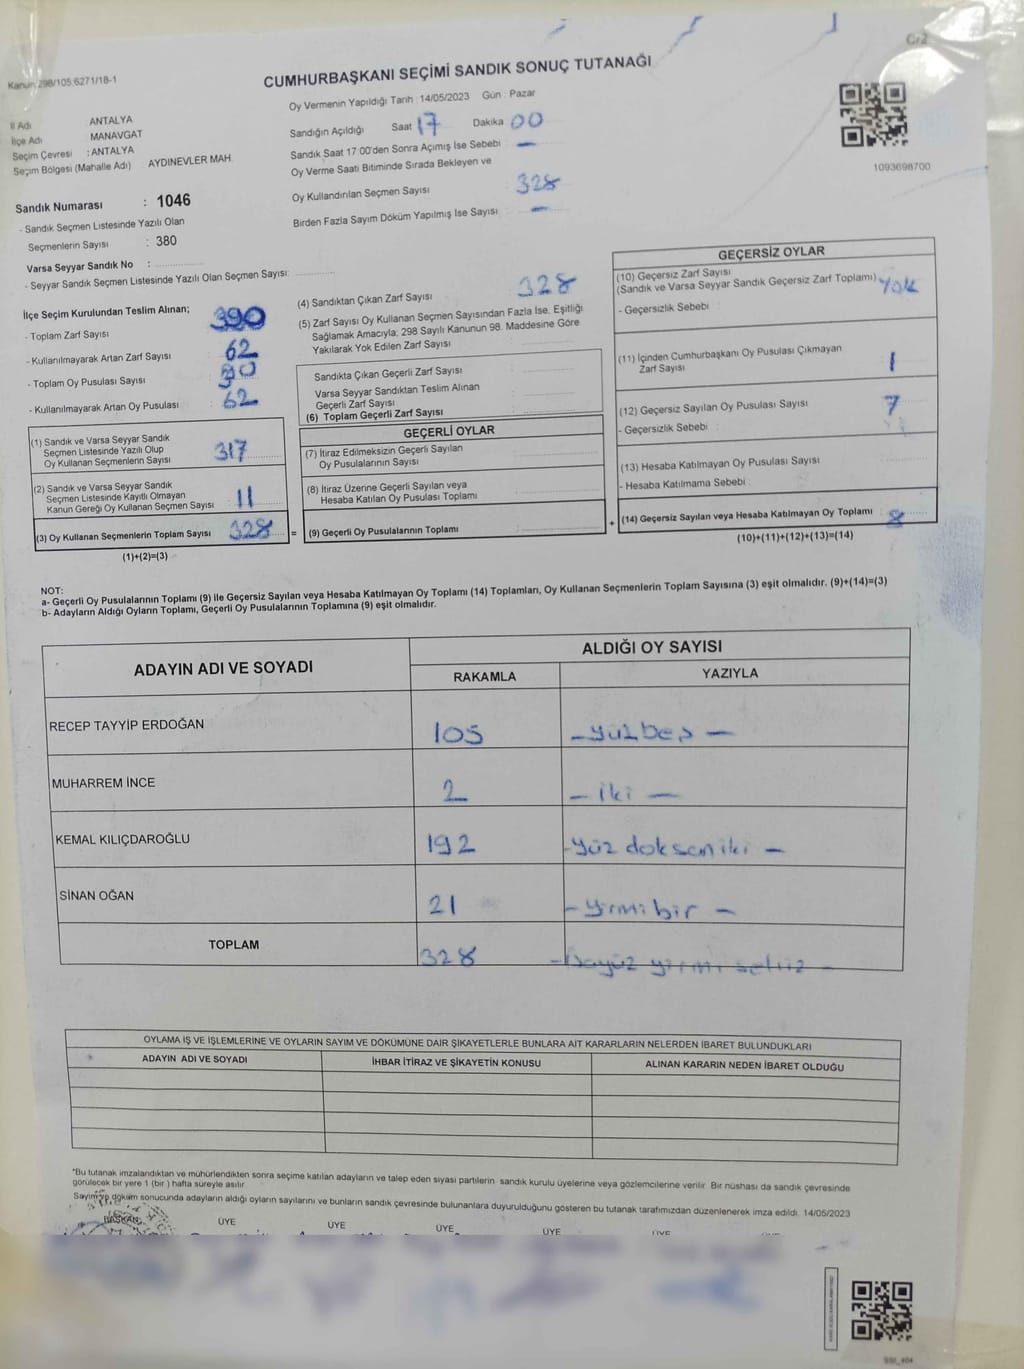 Gr2
Kanun 298/105 6271/18-1
CUMHURBAŞKANI SEÇİMİ SANDIK SONUÇ TUTANAĞI
İl Adı ANTALYA
İlçe Adı MANAVGAT
Seçim Çevresi : ANTALYA
Seçim Bölgesi (Mahalle Adı) AYDINEVLER MAH.
Oy Vermenin Yapıldığı Tarih : 14/05/2023 Gün : Pazar
Sandığın Açıldığı Saat 17 Dakika 00
Sandık Saat 17:00'den Sonra Açımış İse Sebebi —
Oy Verme Saati Bitiminde Sırada Bekleyen ve
Oy Kullandırılan Seçmen Sayısı 328
Birden Fazla Sayım Döküm Yapılmış İse Sayısı —
1093698700
Sandık Numarası : 1046
- Sandık Seçmen Listesinde Yazılı Olan
Seçmenlerin Sayısı : 380
Varsa Seyyar Sandık No :
- Seyyar Sandık Seçmen Listesinde Yazılı Olan Seçmen Sayısı:
İlçe Seçim Kurulundan Teslim Alınan;
- Toplam Zarf Sayısı 390
- Kullanılmayarak Artan Zarf Sayısı 62
- Toplam Oy Pusulası Sayısı
- Kullanılmayarak Artan Oy Pusulası : 62
(1) Sandık ve Varsa Seyyar Sandık
Seçmen Listesinde Yazılı Olup
Oy Kullanan Seçmenlerin Sayısı 317
(2) Sandık ve Varsa Seyyar Sandık
Seçmen Listesinde Kayıtlı Olmayan
Kanun Gereği Oy Kullanan Seçmen Sayısı 11
(3) Oy Kullanan Seçmenlerin Toplam Sayısı 328 =
(1)+(2)=(3)
(4) Sandıktan Çıkan Zarf Sayısı 328
(5) Zarf Sayısı Oy Kullanan Seçmen Sayısından Fazla İse, Eşitliği
Sağlamak Amacıyla; 298 Sayılı Kanunun 98. Maddesine Göre
Yakılarak Yok Edilen Zarf Sayısı
Sandıkta Çıkan Geçerli Zarf Sayısı
Varsa Seyyar Sandıktan Teslim Alınan
Geçerli Zarf Sayısı
(6) Toplam Geçerli Zarf Sayısı
GEÇERLİ OYLAR
(7) İtiraz Edilmeksizin Geçerli Sayılan
Oy Pusulalarının Sayısı
(8) İtiraz Üzerine Geçerli Sayılan veya
Hesaba Katılan Oy Pusulası Toplamı
(9) Geçerli Oy Pusulalarının Toplamı +
GEÇERSİZ OYLAR
(10) Geçersiz Zarf Sayısı
(Sandık ve Varsa Seyyar Sandık Geçersiz Zarf Toplamı) Yok
- Geçersizlik Sebebi :
(11) İçinden Cumhurbaşkanı Oy Pusulası Çıkmayan
Zarf Sayısı 1
(12) Geçersiz Sayılan Oy Pusulası Sayısı 7
- Geçersizlik Sebebi :
(13) Hesaba Katılmayan Oy Pusulası Sayısı
- Hesaba Katılmama Sebebi :
(14) Geçersiz Sayılan veya Hesaba Katılmayan Oy Toplamı 8
(10)+(11)+(12)+(13)=(14)
NOT:
a- Geçerli Oy Pusulalarının Toplamı (9) ile Geçersiz Sayılan veya Hesaba Katılmayan Oy Toplamı (14) Toplamları, Oy Kullanan Seçmenlerin Toplam Sayısına (3) eşit olmalıdır. (9)+(14)=(3)
b- Adayların Aldığı Oyların Toplamı, Geçerli Oy Pusulalarının Toplamına (9) eşit olmalıdır.
ADAYIN ADI VE SOYADI ALDIĞI OY SAYISI
RAKAMLA YAZIYLA
RECEP TAYYİP ERDOĞAN 105 – yüzbeş –
MUHARREM İNCE 2 – iki –
KEMAL KILIÇDAROĞLU 192 – yüz doksan iki –
SİNAN OĞAN 21 – yirmi bir –
TOPLAM 328
OYLAMA İŞ VE İŞLEMLERİNE VE OYLARIN SAYIM VE DÖKÜMÜNE DAİR ŞİKAYETLERLE BUNLARA AİT KARARLARIN NELERDEN İBARET BULUNDUKLARI
ADAYIN ADI VE SOYADI İHBAR İTİRAZ VE ŞİKAYETİN KONUSU ALINAN KARARIN NEDEN İBARET OLDUĞU
*Bu tutanak imzalandıktan ve mühürlendikten sonra seçime katılan adayların ve talep eden siyasi partilerin sandık kurulu üyelerine veya gözlemcilerine verilir. Bir nüshası da sandık çevresinde
görülecek bir yere 1 (bir) hafta süreyle asılır.
Sayım ve döküm sonucunda adayların aldığı oyların sayılarını ve bunların sandık çevresinde bulunanlara duyurulduğunu gösteren bu tutanak tarafımızdan düzenlenerek imza edildi. 14/05/2023
BAŞKAN ÜYE ÜYE ÜYE ÜYE ÜYE ÜYE